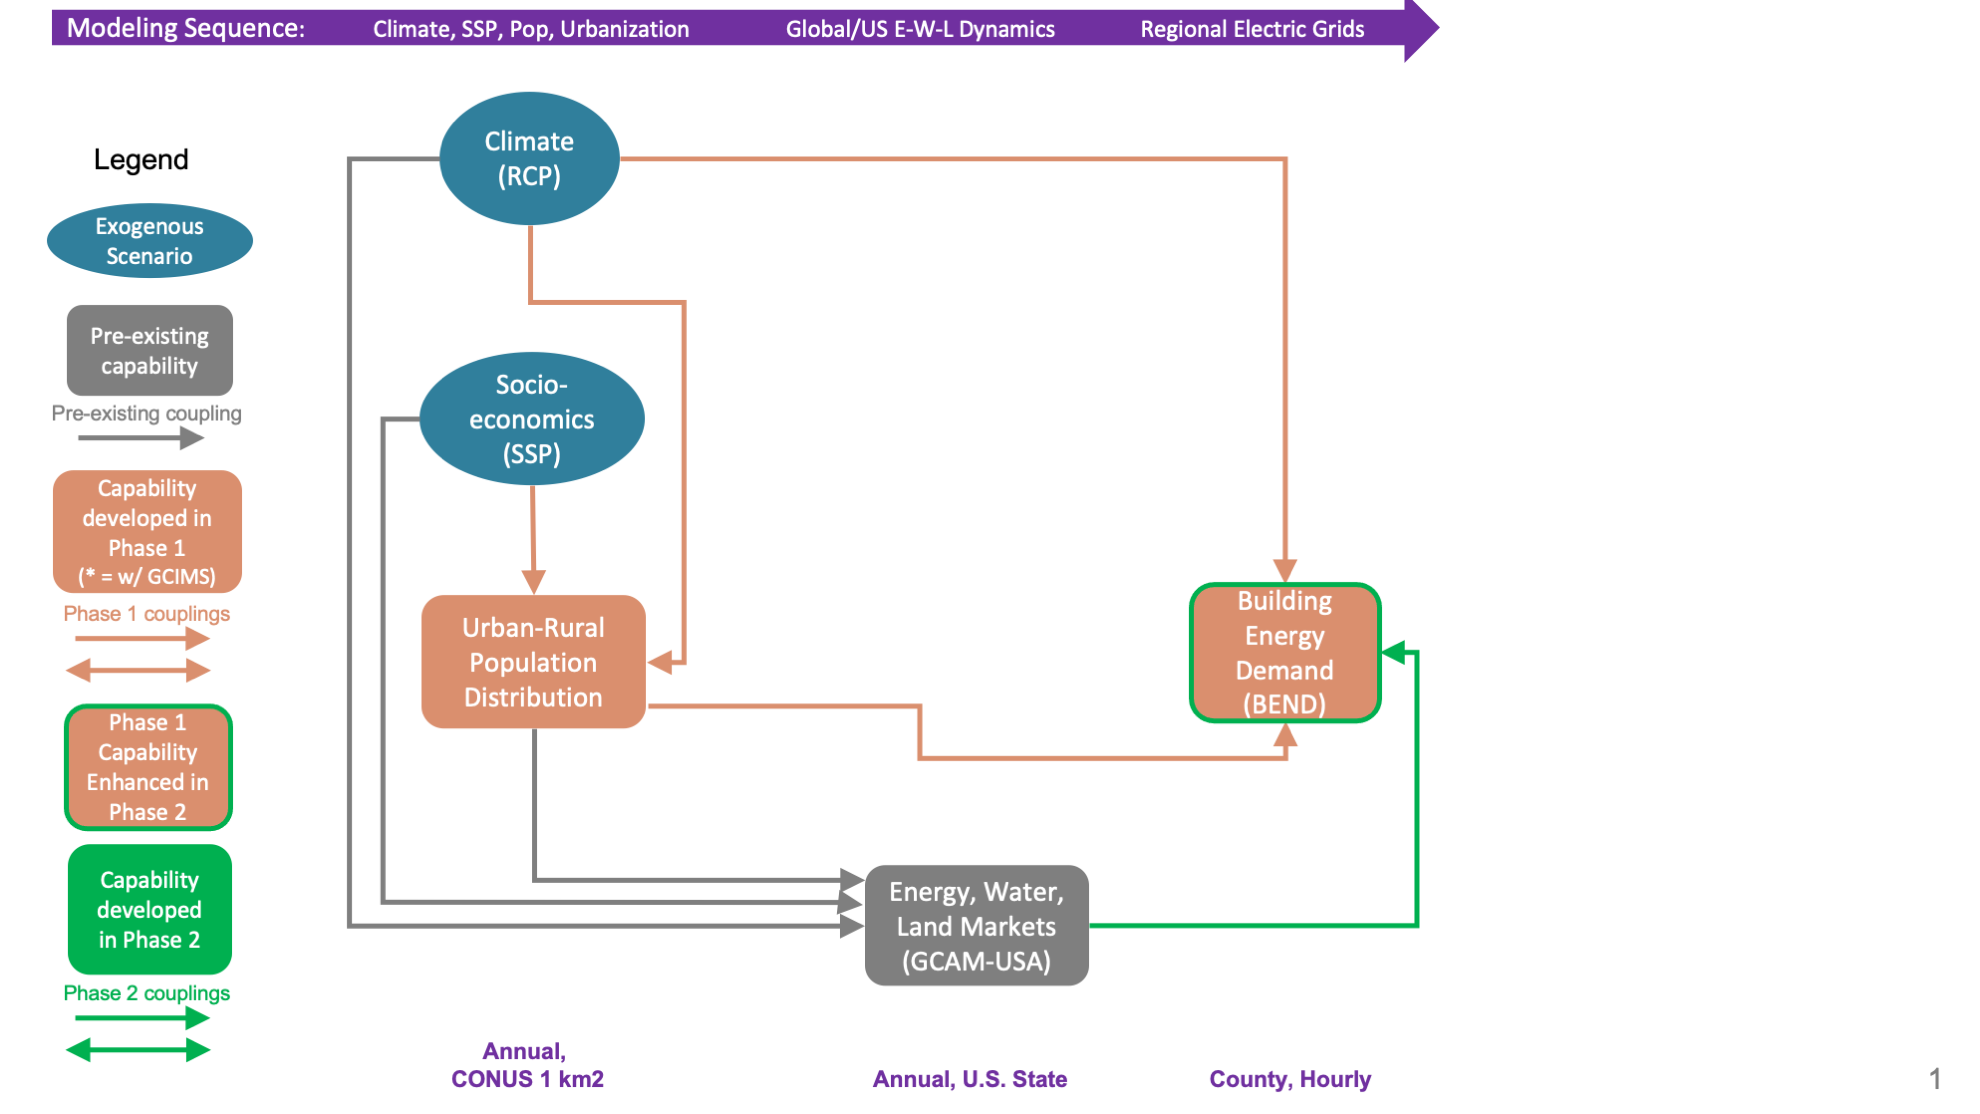 Modeling Sequence: Climate, SSP, Pop, Urbanization Global/US E-W-L Dynamics Regional Electric Grids
Legend
Exogenous
Scenario
Pre-existing
capability
Pre-existing coupling
Capability
developed in
Phase 1
(* = w/ GCIMS)
Phase 1 couplings
Phase 1
Capability
Enhanced in
Phase 2
Capability
developed
in Phase 2
Phase 2 couplings
Climate
(RCP)
Socio-
economics
(SSP)
Urban-Rural
Population
Distribution
Building
Energy
Demand
(BEND)
Energy, Water,
Land Markets
(GCAM-USA)
Annual,
CONUS 1 km2
Annual, U.S. State
County, Hourly
1